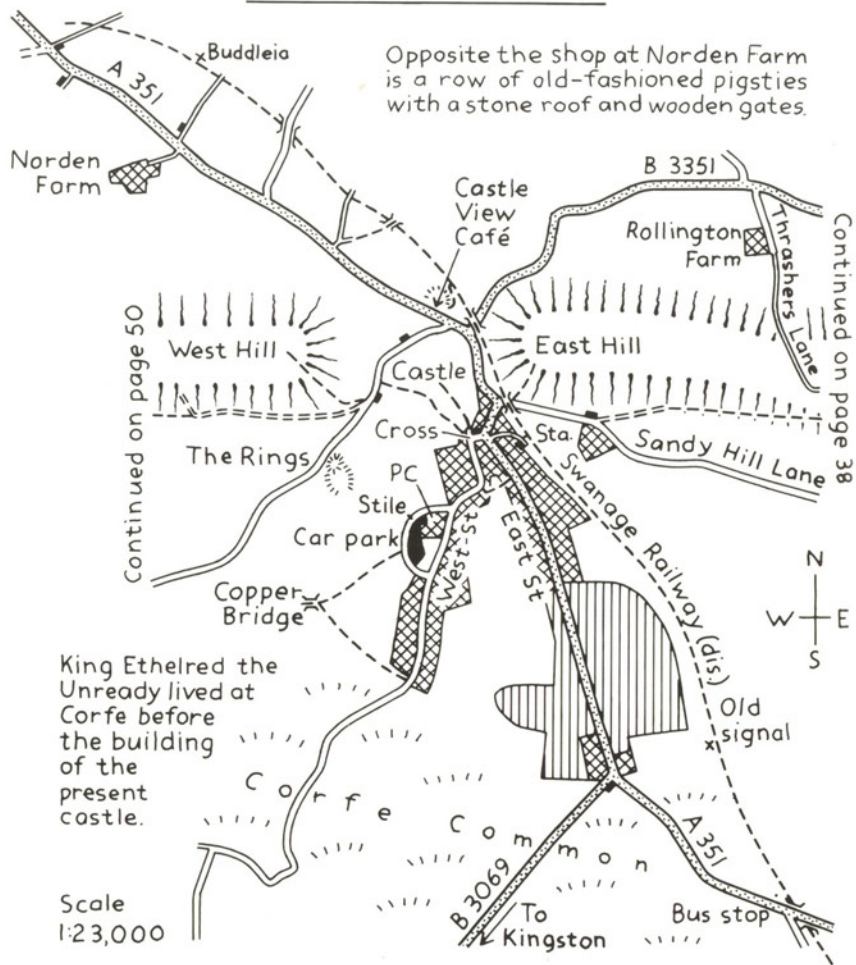 Buddleia
A 351
Opposite the shop at Norden Farm
is a row of old-fashioned pigsties
with a stone roof and wooden gates.
Norden
Farm
Castle
View
Café
B 3351
Rollington
Farm
Thrashers Lane
Continued on page 50
West Hill
East Hill
Continued on page 38
Castle
Cross
Sta.
Sandy Hill Lane
The Rings
PC
Stile
Car park
West St
East St
Swanage Railway (dis.)
Copper
Bridge
N
W E
S
King Ethelred the
Unready lived at
Corfe before
the building
of the
present
castle.
Old
signal
Corfe Common
A 351
B 3069
To
Kingston
Bus stop
Scale
1:23,000